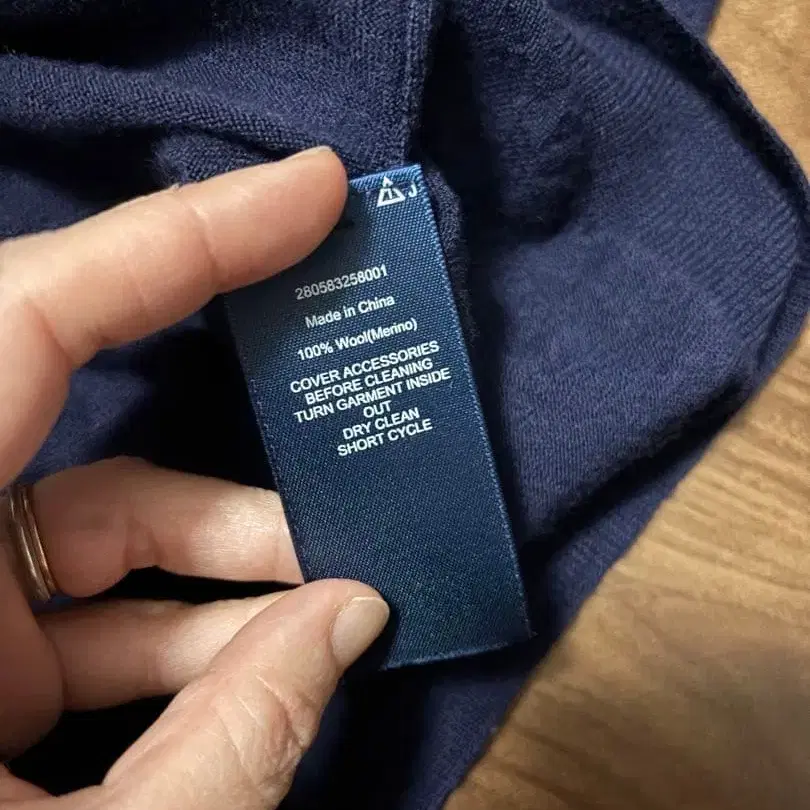 J
280583258001
Made in China
100% Wool(Merino)
COVER ACCESSORIES
BEFORE CLEANING
TURN GARMENT INSIDE
OUT
DRY CLEAN
SHORT CYCLE